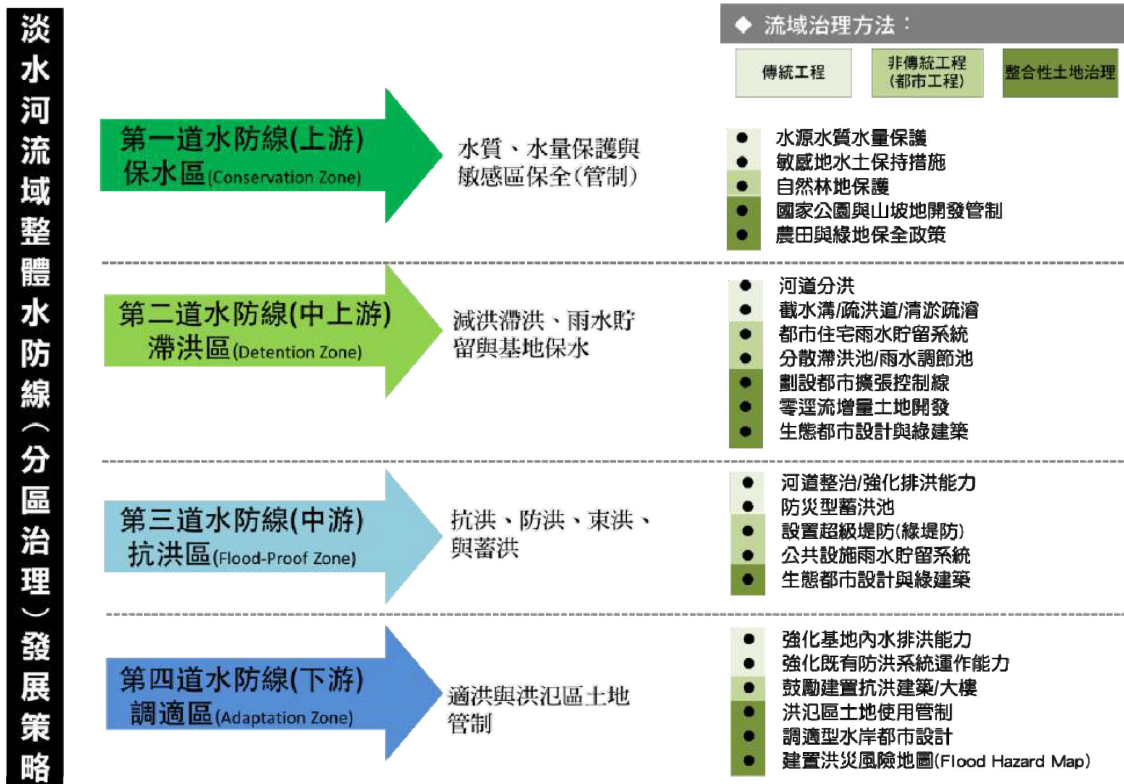 淡水河流域整體水防線（分區治理）發展策略
◆ 流域治理方法：
傳統工程
非傳統工程
(都市工程)
整合性土地治理
第一道水防線(上游)
保水區(Conservation Zone)
水質、水量保護與
敏感區保全(管制)
● 水源水質水量保護
● 敏感地水土保持措施
● 自然林地保護
● 國家公園與山坡地開發管制
● 農田與綠地保全政策
第二道水防線(中上游)
滯洪區(Detention Zone)
減洪滯洪、雨水貯
留與基地保水
● 河道分洪
● 截水溝/疏洪道/清淤疏濬
● 都市住宅雨水貯留系統
● 分散滯洪池/雨水調節池
● 劃設都市擴張控制線
● 零逕流增量土地開發
● 生態都市設計與綠建築
第三道水防線(中游)
抗洪區(Flood-Proof Zone)
抗洪、防洪、束洪、
與蓄洪
● 河道整治/強化排洪能力
● 防災型蓄洪池
● 設置超級堤防(綠堤防)
● 公共設施雨水貯留系統
● 生態都市設計與綠建築
第四道水防線(下游)
調適區(Adaptation Zone)
適洪與洪氾區土地
管制
● 強化基地內水排洪能力
● 強化既有防洪系統運作能力
● 鼓勵建置抗洪建築/大樓
● 洪氾區土地使用管制
● 調適型水岸都市設計
● 建置洪災風險地圖(Flood Hazard Map)